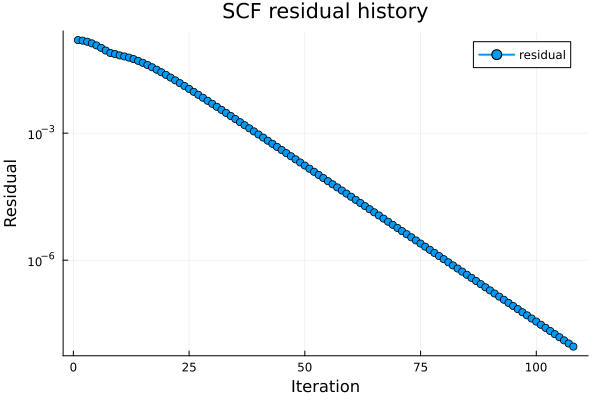 SCF residual history
residual
Residual
10⁻³
10⁻⁶
0 25 50 75 100
Iteration